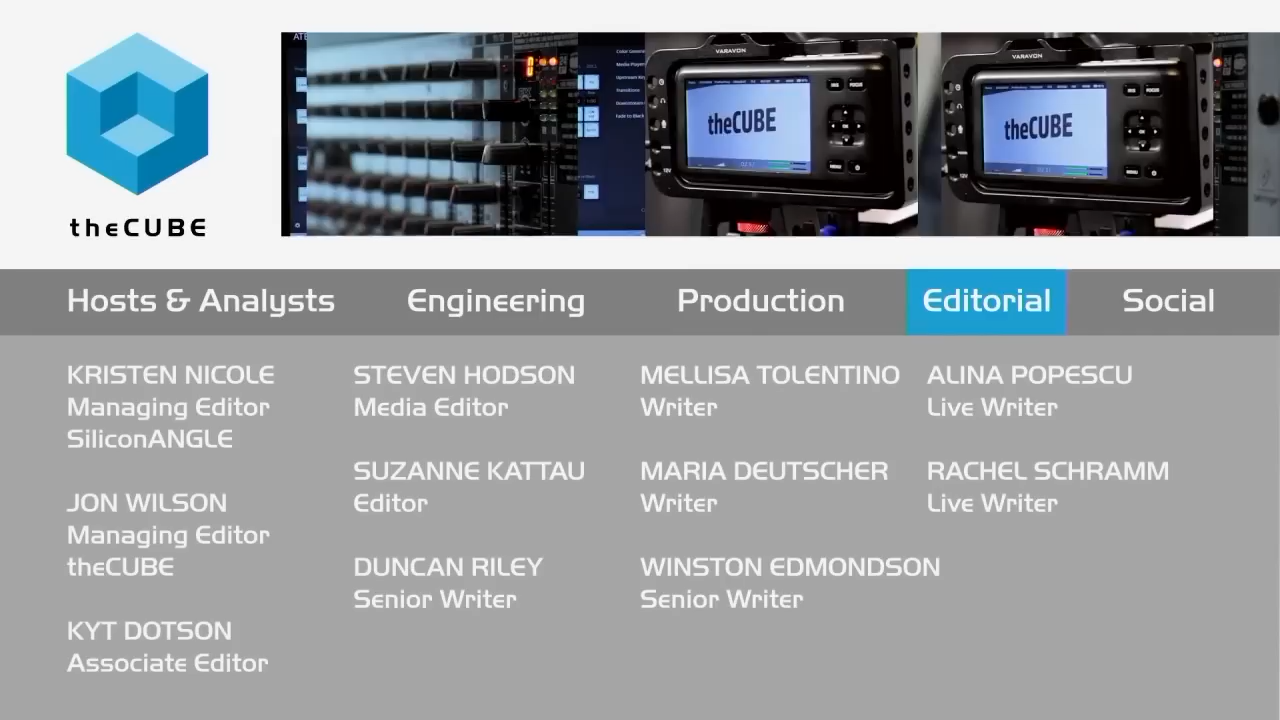 theCUBE
VARAVON
theCUBE
VARAVON
theCUBE
Hosts & Analysts
Engineering
Production
Editorial
Social
KRISTEN NICOLE
Managing Editor
SiliconANGLE
JON WILSON
Managing Editor
theCUBE
KYT DOTSON
Associate Editor
STEVEN HODSON
Media Editor
SUZANNE KATTAU
Editor
DUNCAN RILEY
Senior Writer
MELLISA TOLENTINO
Writer
MARIA DEUTSCHER
Writer
WINSTON EDMONDSON
Senior Writer
ALINA POPESCU
Live Writer
RACHEL SCHRAMM
Live Writer